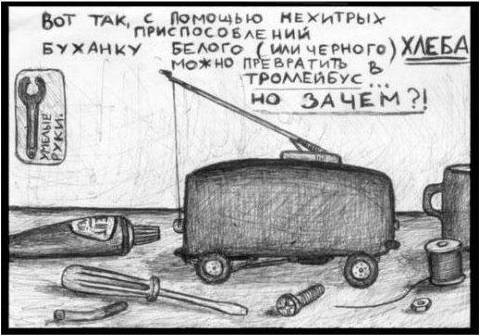 ВОТ ТАК, С ПОМОЩЬЮ НЕХИТРЫХ
ПРИСПОСОБЛЕНИЙ
БУХАНКУ БЕЛОГО (ИЛИ ЧЕРНОГО) ХЛЕБА
МОЖНО ПРЕВРАТИТЬ В
ТРОЛЛЕЙБУС...
НО ЗАЧЕМ?!
УМЕЛЫЕ
РУКИ.